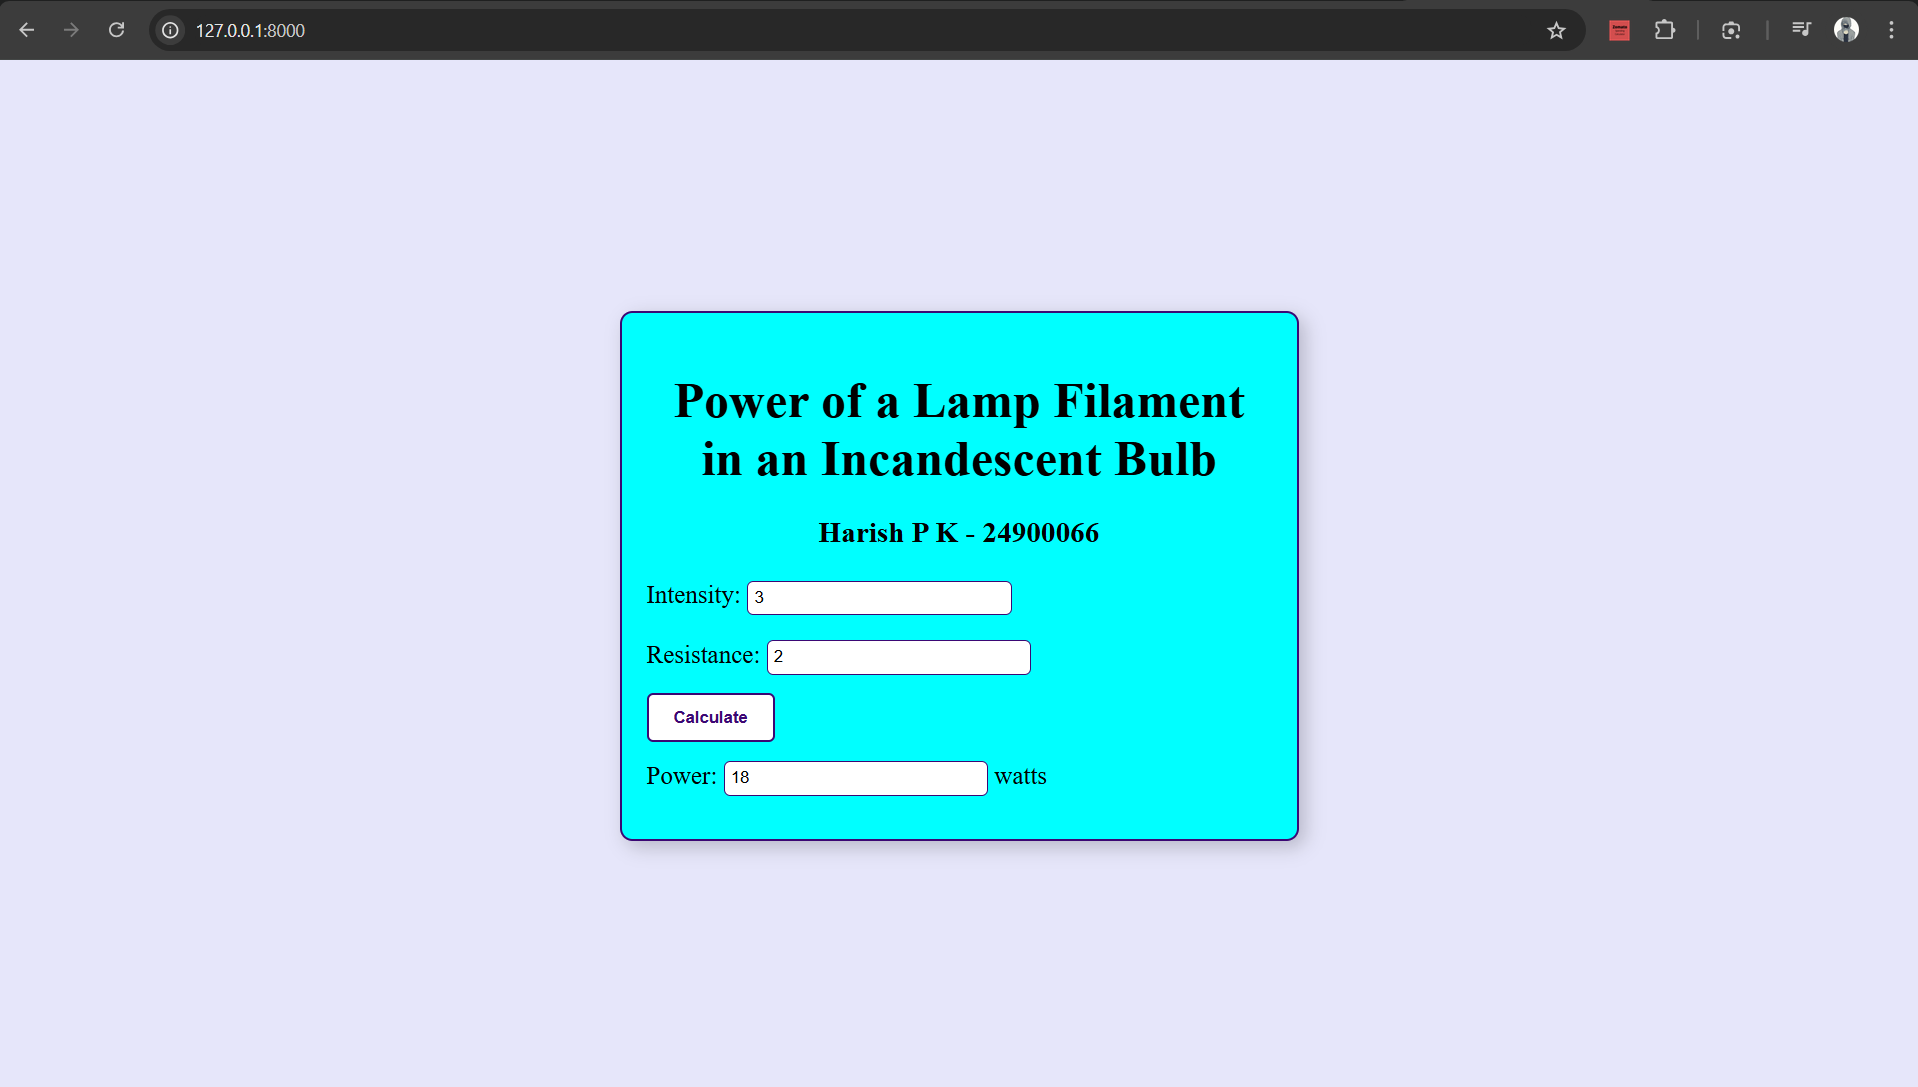 127.0.0.1:8000
Power of a Lamp Filament
in an Incandescent Bulb
Harish P K - 24900066
Intensity: 3
Resistance: 2
Calculate
Power: 18 watts